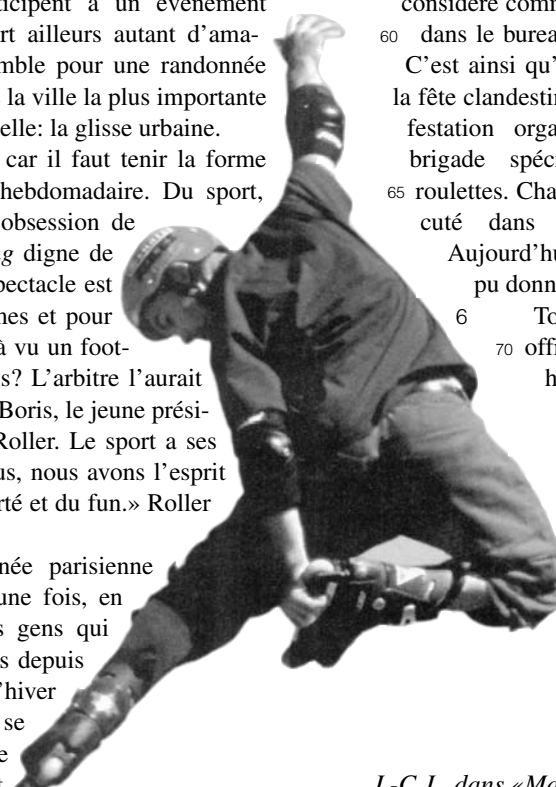 ticipent à un événement
rt ailleurs autant d'ama-
mble pour une randonnée
la ville la plus importante
elle: la glisse urbaine.
car il faut tenir la forme
hebdomadaire. Du sport,
obsession de
g digne de
pectacle est
nes et pour
à vu un foot-
s? L'arbitre l'aurait
Boris, le jeune prési-
Roller. Le sport a ses
us, nous avons l'esprit
rté et du fun.» Roller
née parisienne
une fois, en
s gens qui
s depuis
'hiver
se
e
considère comm
60 dans le burea
C'est ainsi qu'
la fête clandestin
festation orga
brigade spéci
65 roulettes. Cha
cuté dans
Aujourd'hu
pu donn
6 To
70 offi
h
J.-C. L. dans «Ma